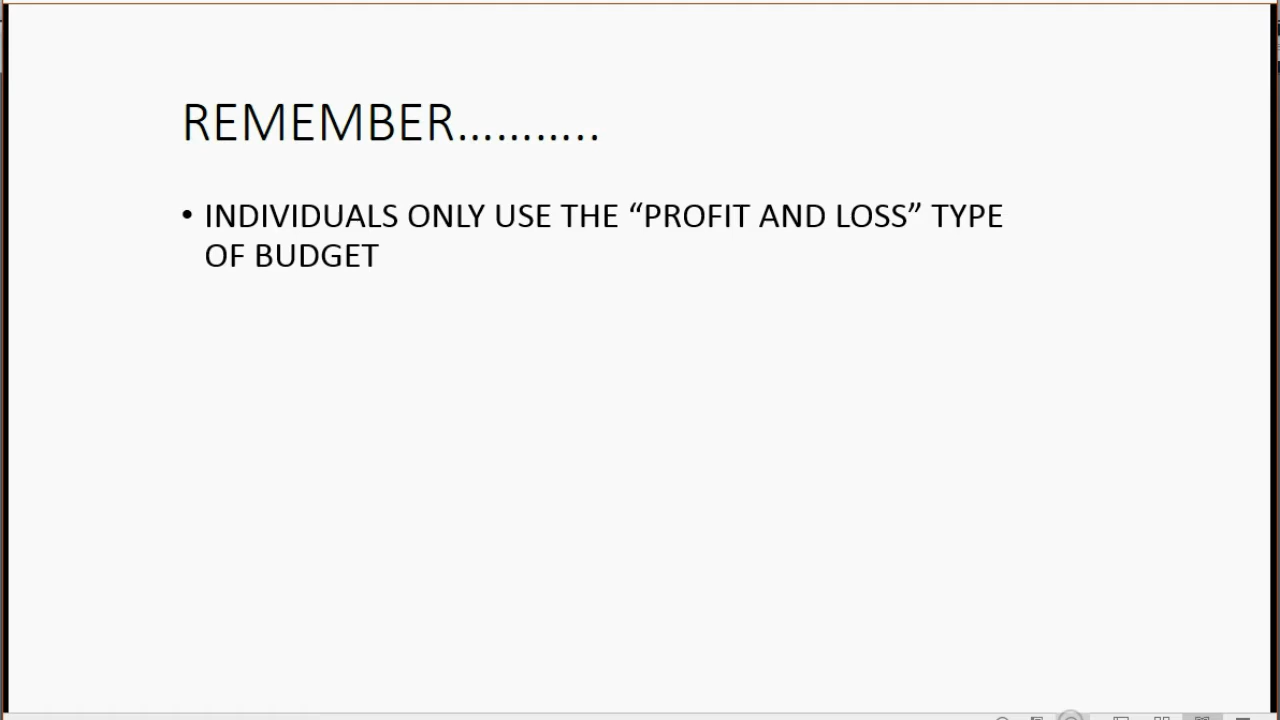 REMEMBER………..
• INDIVIDUALS ONLY USE THE “PROFIT AND LOSS” TYPE
OF BUDGET